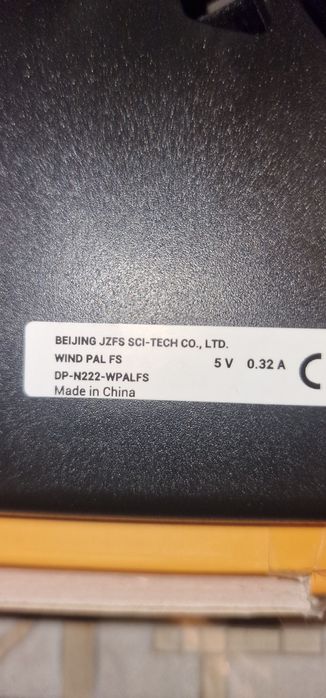 BEIJING JZFS SCI-TECH CO., LTD.
WIND PAL FS 5 V 0.32 A
DP-N222-WPALFS
Made in China